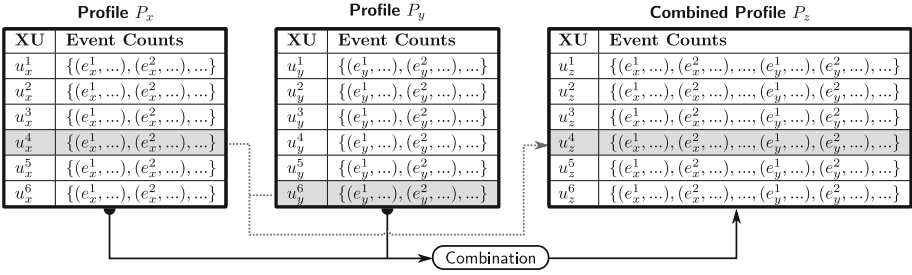 Profile Pₓ
XU Event Counts
u_x^1 {(e_x^1, ...), (e_x^2, ...), ...}
u_x^2 {(e_x^1, ...), (e_x^2, ...), ...}
u_x^3 {(e_x^1, ...), (e_x^2, ...), ...}
u_x^4 {(e_x^1, ...), (e_x^2, ...), ...}
u_x^5 {(e_x^1, ...), (e_x^2, ...), ...}
u_x^6 {(e_x^1, ...), (e_x^2, ...), ...}
Profile P_y
XU Event Counts
u_y^1 {(e_y^1, ...), (e_y^2, ...), ...}
u_y^2 {(e_y^1, ...), (e_y^2, ...), ...}
u_y^3 {(e_y^1, ...), (e_y^2, ...), ...}
u_y^4 {(e_y^1, ...), (e_y^2, ...), ...}
u_y^5 {(e_y^1, ...), (e_y^2, ...), ...}
u_y^6 {(e_y^1, ...), (e_y^2, ...), ...}
Combined Profile P_z
XU Event Counts
u_z^1 {(e_x^1, ...), (e_x^2, ...), ..., (e_y^1, ...), (e_y^2, ...), ...}
u_z^2 {(e_x^1, ...), (e_x^2, ...), ..., (e_y^1, ...), (e_y^2, ...), ...}
u_z^3 {(e_x^1, ...), (e_x^2, ...), ..., (e_y^1, ...), (e_y^2, ...), ...}
u_z^4 {(e_x^1, ...), (e_x^2, ...), ..., (e_y^1, ...), (e_y^2, ...), ...}
u_z^5 {(e_x^1, ...), (e_x^2, ...), ..., (e_y^1, ...), (e_y^2, ...), ...}
u_z^6 {(e_x^1, ...), (e_x^2, ...), ..., (e_y^1, ...), (e_y^2, ...), ...}
Combination